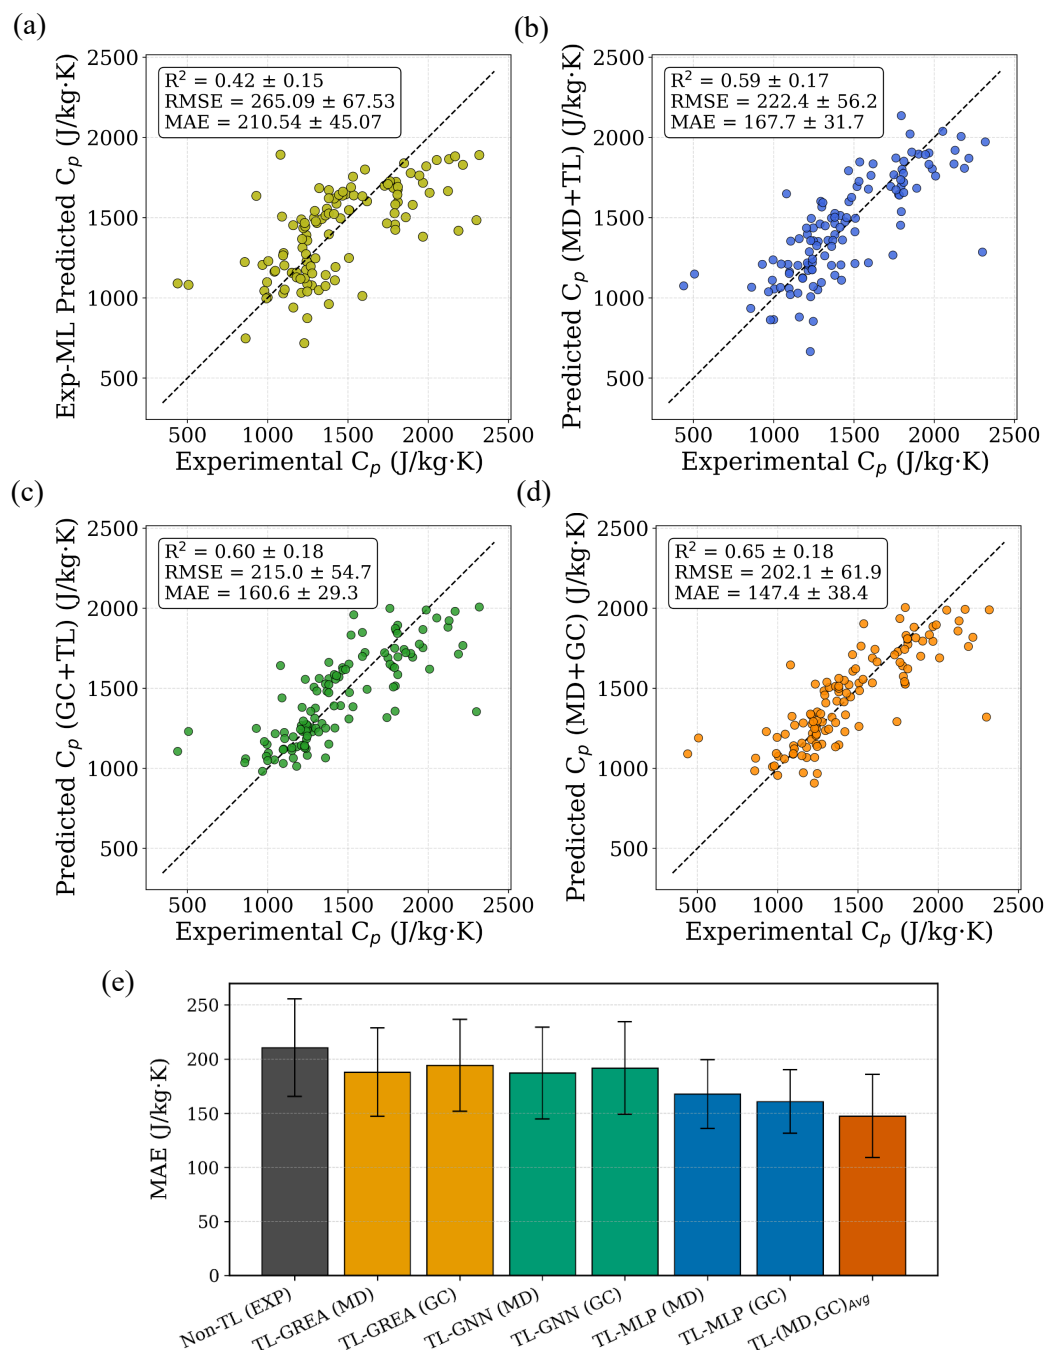 (a)
Exp-ML Predicted Cp (J/kg·K)
2500
2000
1500
1000
500
R² = 0.42 ± 0.15
RMSE = 265.09 ± 67.53
MAE = 210.54 ± 45.07
500 1000 1500 2000 2500
Experimental Cp (J/kg·K)
(b)
Predicted Cp (MD+TL) (J/kg·K)
2500
2000
1500
1000
500
R² = 0.59 ± 0.17
RMSE = 222.4 ± 56.2
MAE = 167.7 ± 31.7
500 1000 1500 2000 2500
Experimental Cp (J/kg·K)
(c)
Predicted Cp (GC+TL) (J/kg·K)
2500
2000
1500
1000
500
R² = 0.60 ± 0.18
RMSE = 215.0 ± 54.7
MAE = 160.6 ± 29.3
500 1000 1500 2000 2500
Experimental Cp (J/kg·K)
(d)
Predicted Cp (MD+GC) (J/kg·K)
2500
2000
1500
1000
500
R² = 0.65 ± 0.18
RMSE = 202.1 ± 61.9
MAE = 147.4 ± 38.4
500 1000 1500 2000 2500
Experimental Cp (J/kg·K)
(e)
MAE (J/kg·K)
250
200
150
100
50
0
Non-TL (EXP)
TL-GREA (MD)
TL-GREA (GC)
TL-GNN (MD)
TL-GNN (GC)
TL-MLP (MD)
TL-MLP (GC)
TL-(MD,GC)Avg